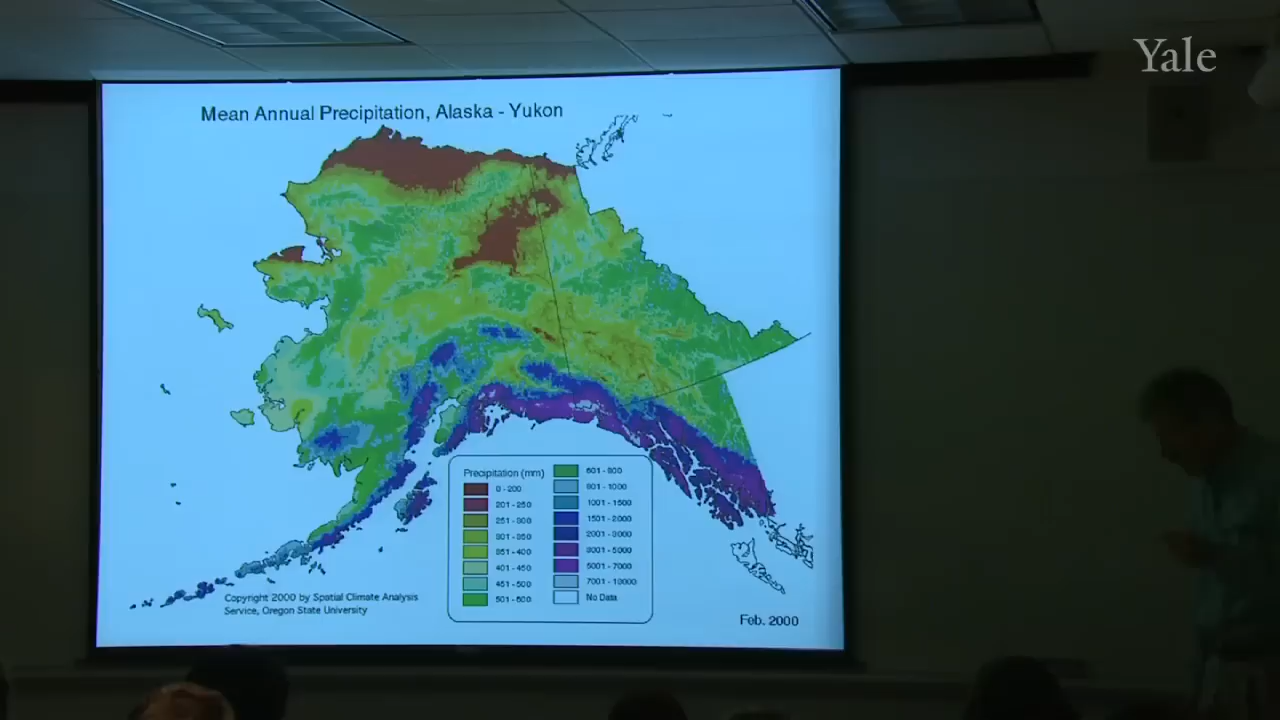 Yale
Mean Annual Precipitation, Alaska - Yukon
Precipitation (mm)
0 - 200
201 - 250
251 - 300
301 - 350
351 - 400
401 - 450
451 - 500
501 - 600
601 - 800
801 - 1000
1001 - 1500
1501 - 2000
2001 - 3000
3001 - 5000
5001 - 7000
7001 - 10000
No Data
Copyright 2000 by Spatial Climate Analysis
Service, Oregon State University
Feb. 2000